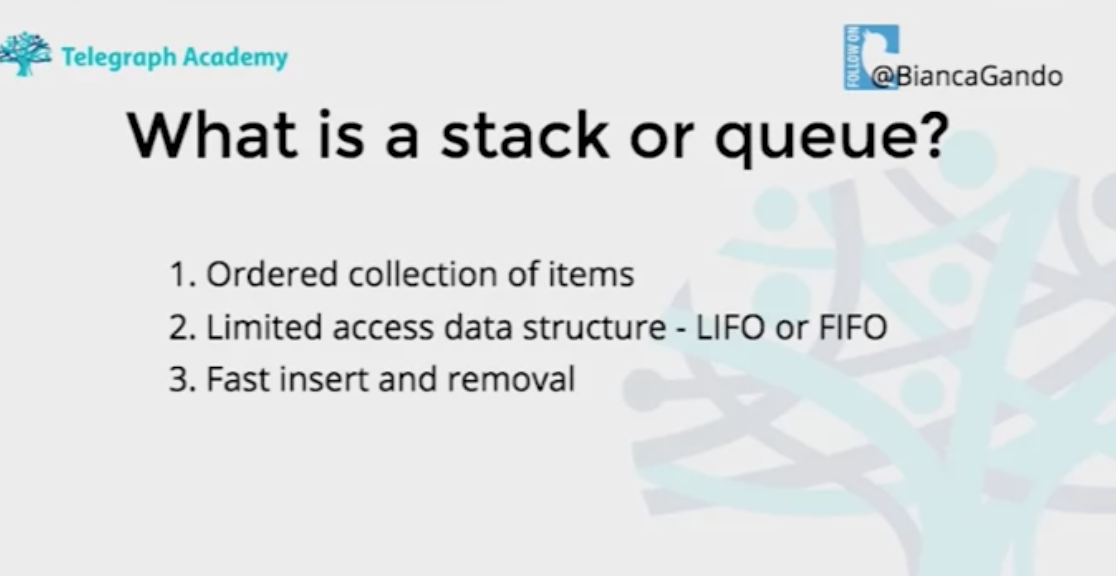 Telegraph Academy
FOLLOW ON
@BiancaGando
What is a stack or queue?
1. Ordered collection of items
2. Limited access data structure - LIFO or FIFO
3. Fast insert and removal